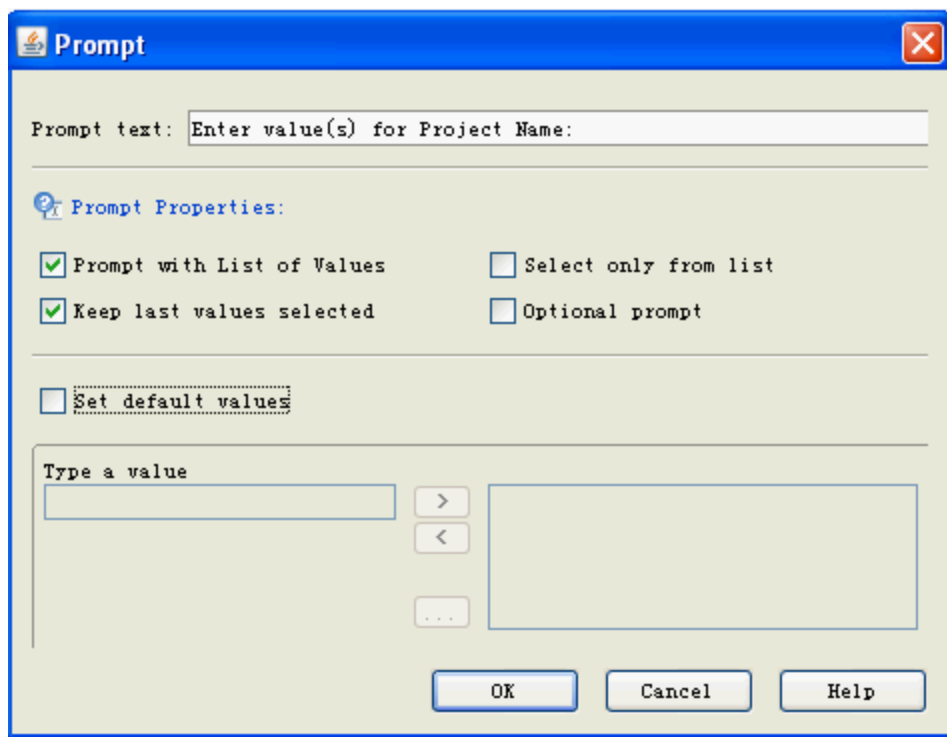 Prompt
Prompt text: Enter value(s) for Project Name:
Prompt Properties:
Prompt with List of Values Select only from list
Keep last values selected Optional prompt
Set default values
Type a value
>
<
...
OK Cancel Help